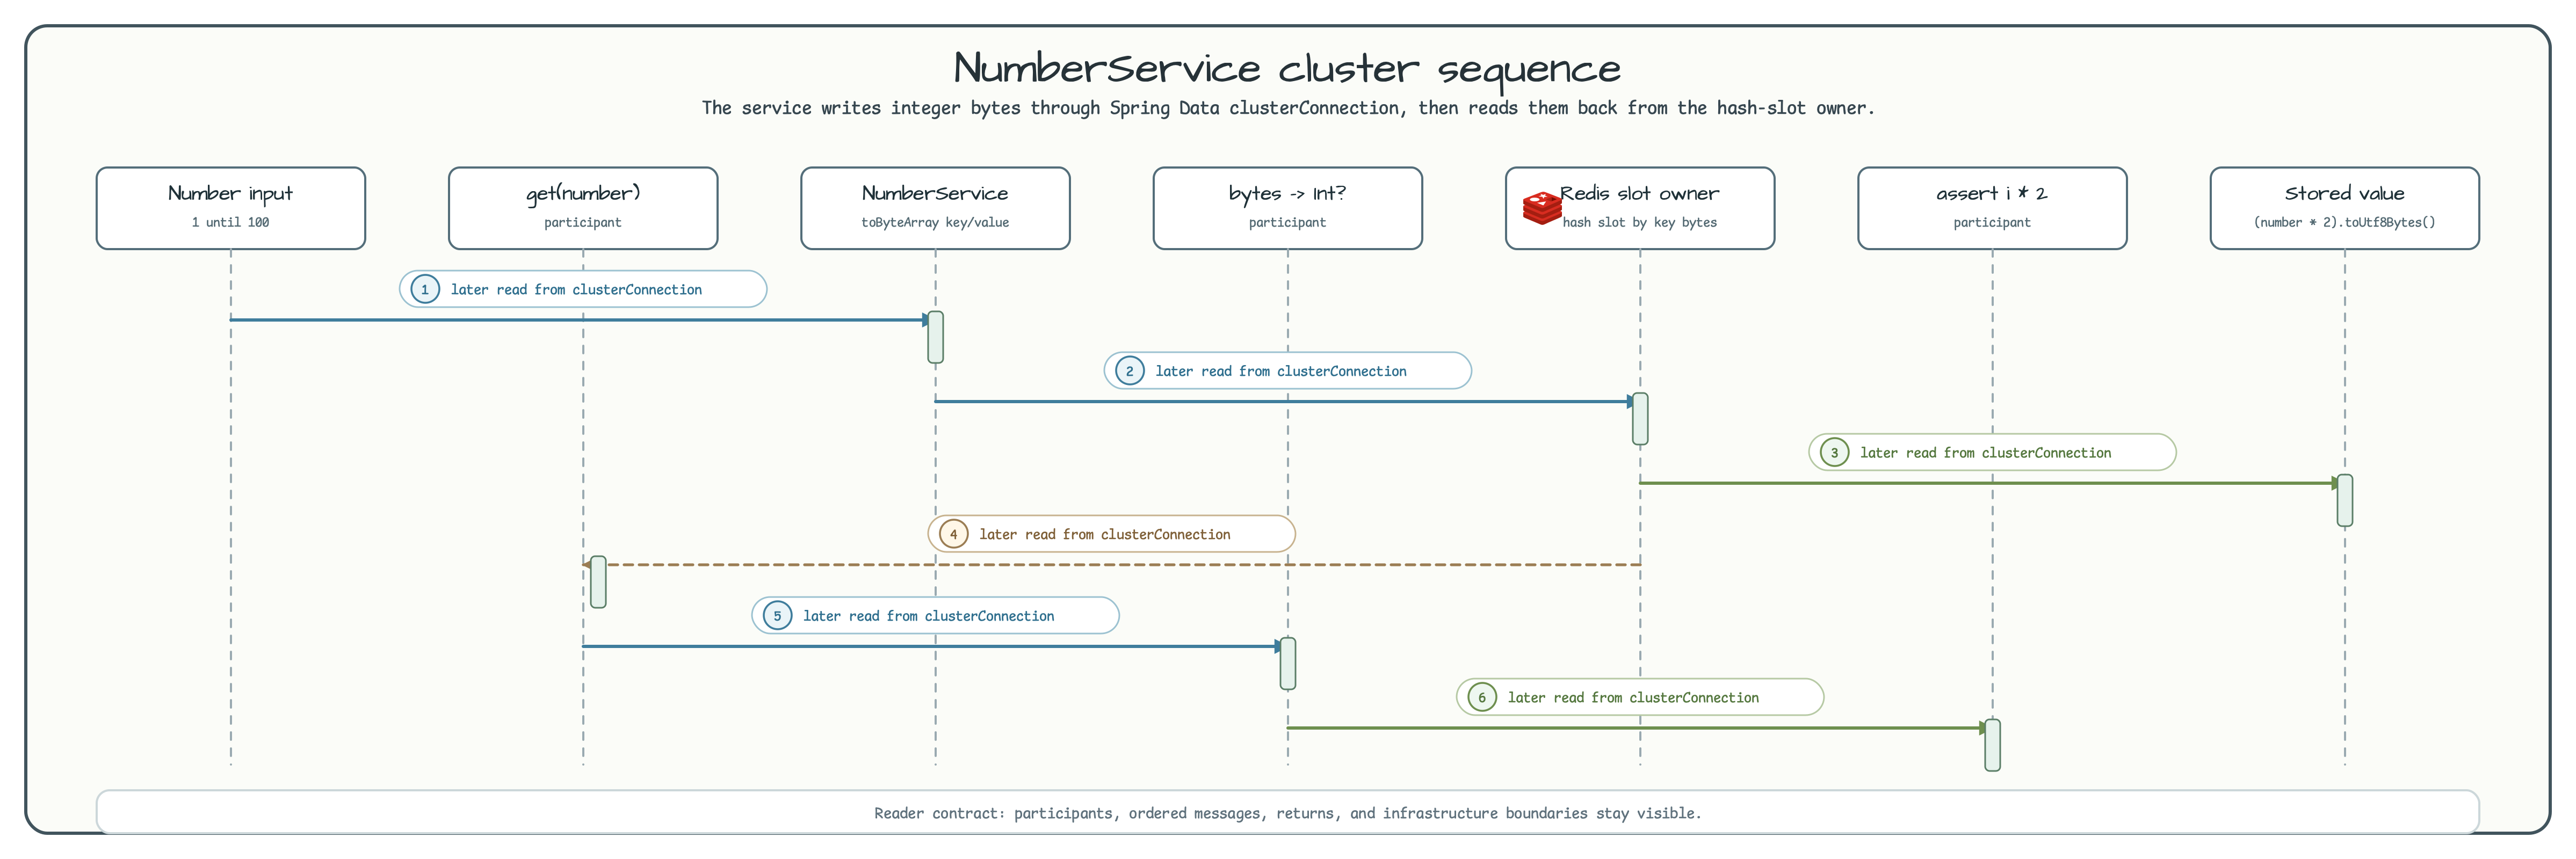 NumberService cluster sequence
The service writes integer bytes through Spring Data clusterConnection, then reads them back from the hash-slot owner.
Number input
1 until 100
get(number)
participant
NumberService
toByteArray key/value
bytes -> Int?
participant
Redis slot owner
hash slot by key bytes
assert i * 2
participant
Stored value
(number * 2).toUtf8Bytes()
1 later read from clusterConnection
2 later read from clusterConnection
3 later read from clusterConnection
4 later read from clusterConnection
5 later read from clusterConnection
6 later read from clusterConnection
Reader contract: participants, ordered messages, returns, and infrastructure boundaries stay visible.